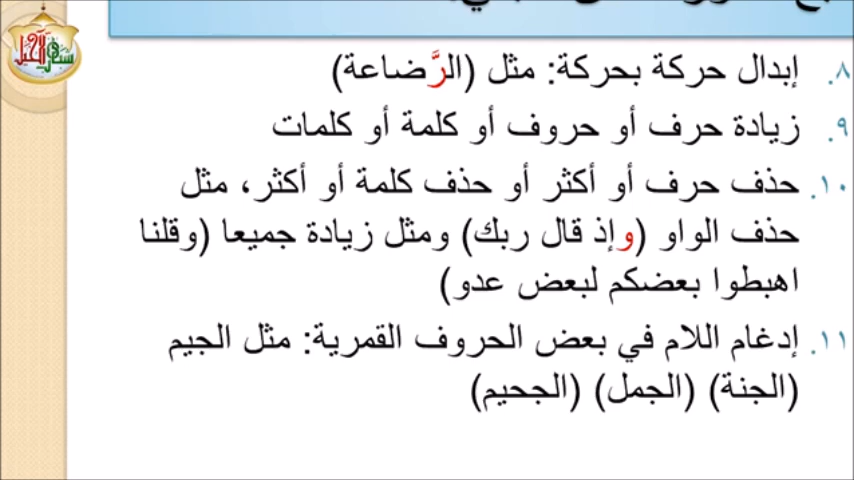 ٨. إبدال حركة بحركة: مثل (الرَّضاعة)
٩. زيادة حرف أو حروف أو كلمة أو كلمات
١٠. حذف حرف أو أكثر أو حذف كلمة أو أكثر، مثل
حذف الواو (وإذ قال ربك) ومثل زيادة جميعا (وقلنا
اهبطوا بعضكم لبعض عدو)
١١. إدغام اللام في بعض الحروف القمرية: مثل الجيم
(الجنة) (الجمل) (الجحيم)